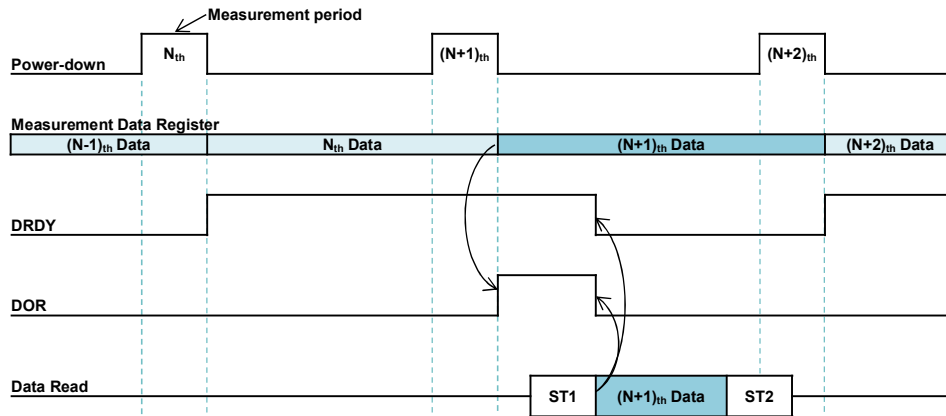 Measurement period
Nth (N+1)th (N+2)th
Power-down
Measurement Data Register
(N-1)th Data Nth Data (N+1)th Data (N+2)th Data
DRDY
DOR
Data Read ST1 (N+1)th Data ST2